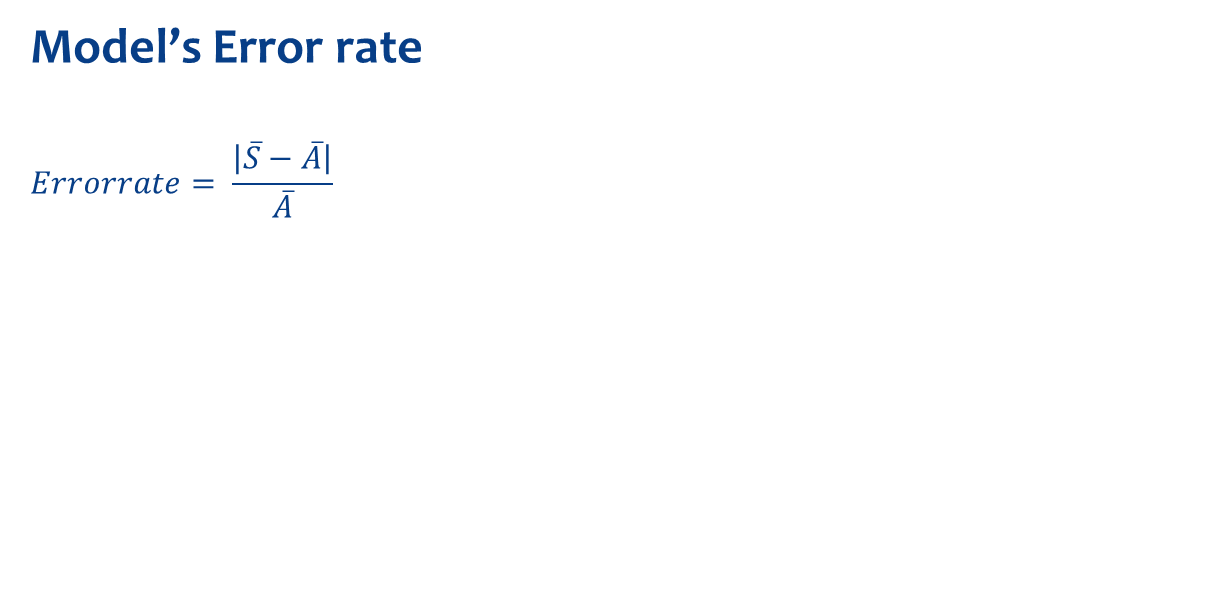 Model’s Error rate
Errorrate = |S̄ − Ā| / Ā